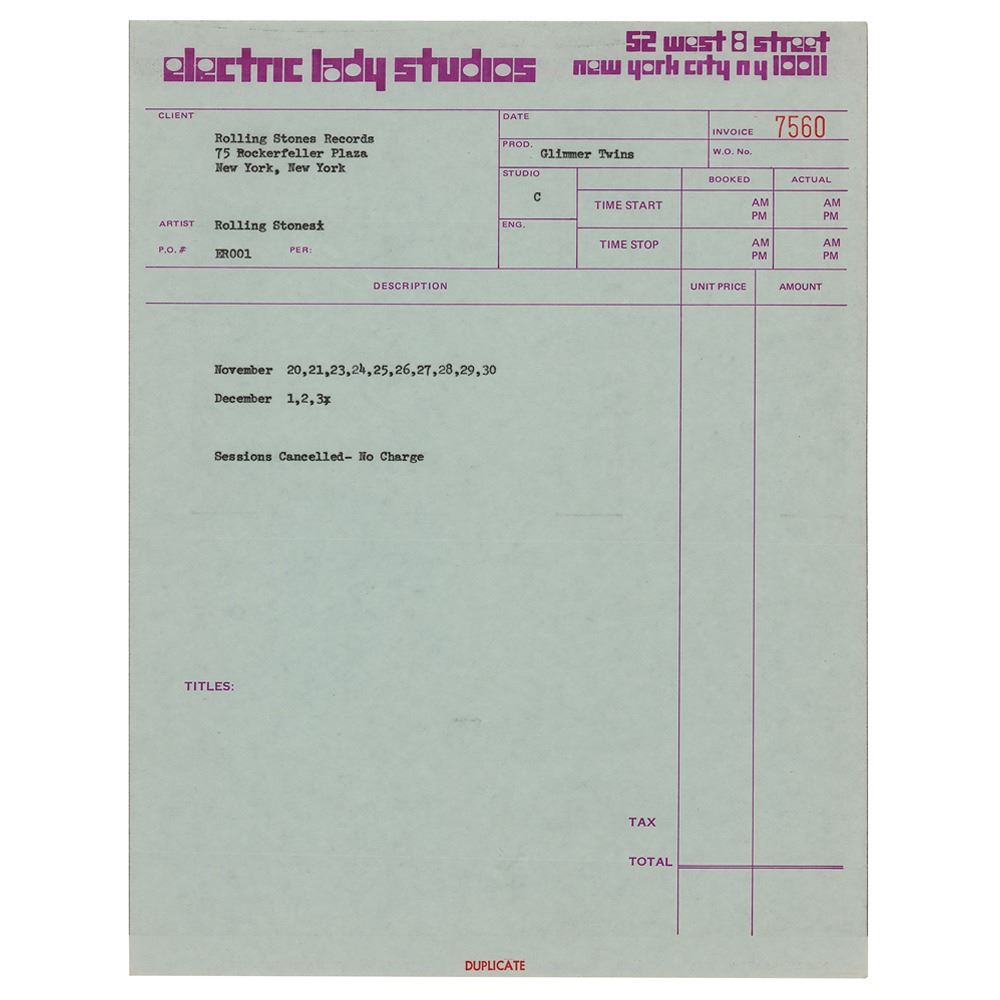 electric lady studios
52 west 8 street
new york city n y 10011
CLIENT
Rolling Stones Records
75 Rockerfeller Plaza
New York, New York
DATE
INVOICE 7560
PROD. Glimmer Twins
W.O. No.
STUDIO
C
BOOKED ACTUAL
TIME START AM PM AM PM
ARTIST Rolling Stonesx
ENG.
TIME STOP AM PM AM PM
P.O. # ER001 PER:
DESCRIPTION UNIT PRICE AMOUNT
November 20,21,23,24,25,26,27,28,29,30
December 1,2,3x
Sessions Cancelled- No Charge
TITLES:
TAX
TOTAL
DUPLICATE